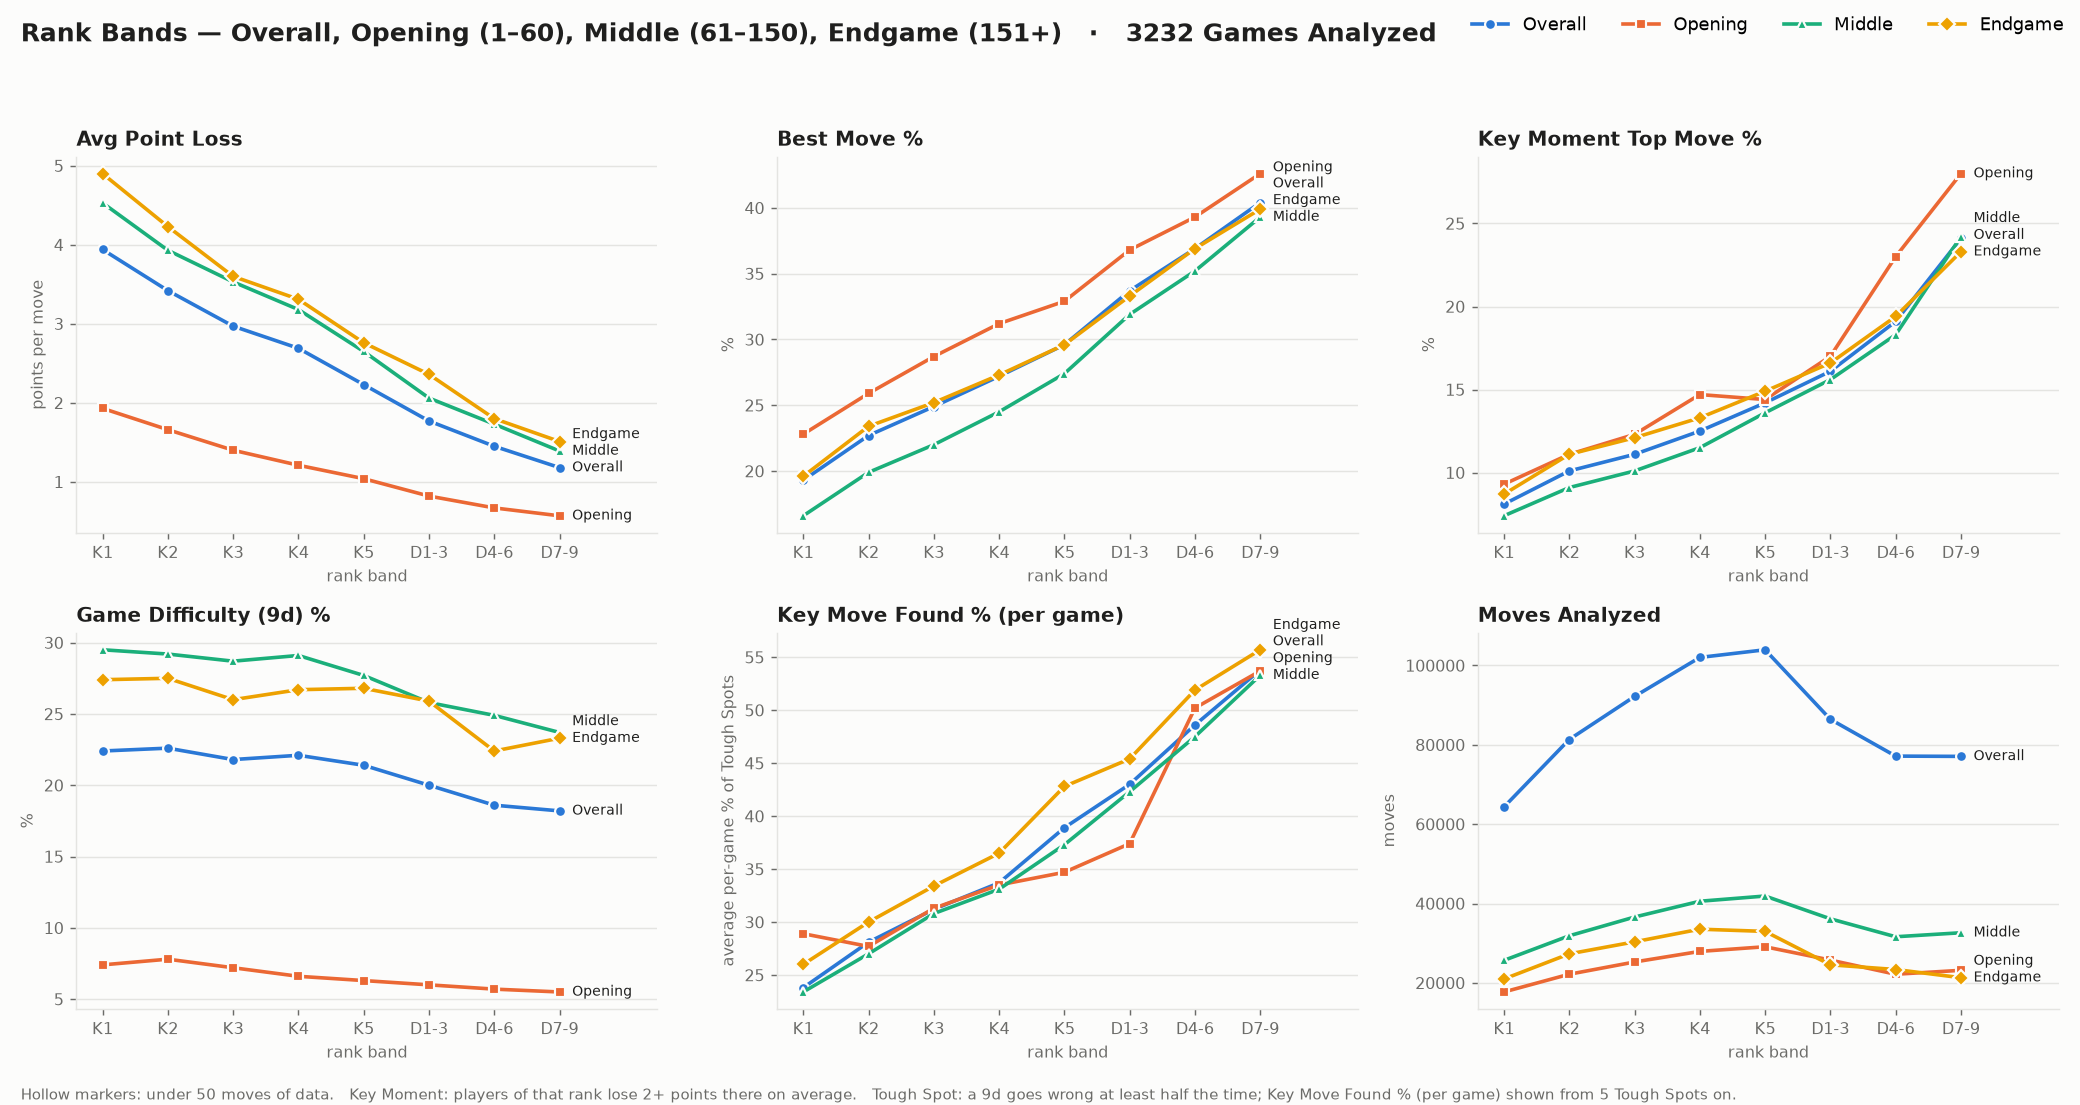 Rank Bands — Overall, Opening (1–60), Middle (61–150), Endgame (151+) · 3232 Games Analyzed
Overall Opening Middle Endgame
Avg Point Loss
5
4
3
2
1
points per move
Endgame
Middle
Overall
Opening
K1 K2 K3 K4 K5 D1-3 D4-6 D7-9
rank band
Best Move %
40
35
30
25
20
%
Opening
Overall
Endgame
Middle
K1 K2 K3 K4 K5 D1-3 D4-6 D7-9
rank band
Key Moment Top Move %
25
20
15
10
%
Opening
Middle
Overall
Endgame
K1 K2 K3 K4 K5 D1-3 D4-6 D7-9
rank band
Game Difficulty (9d) %
30
25
20
15
10
5
%
Middle
Endgame
Overall
Opening
K1 K2 K3 K4 K5 D1-3 D4-6 D7-9
rank band
Key Move Found % (per game)
55
50
45
40
35
30
25
average per-game % of Tough Spots
Endgame
Overall
Opening
Middle
K1 K2 K3 K4 K5 D1-3 D4-6 D7-9
rank band
Moves Analyzed
100000
80000
60000
40000
20000
moves
Overall
Middle
Opening
Endgame
K1 K2 K3 K4 K5 D1-3 D4-6 D7-9
rank band
Hollow markers: under 50 moves of data. Key Moment: players of that rank lose 2+ points there on average. Tough Spot: a 9d goes wrong at least half the time; Key Move Found % (per game) shown from 5 Tough Spots on.